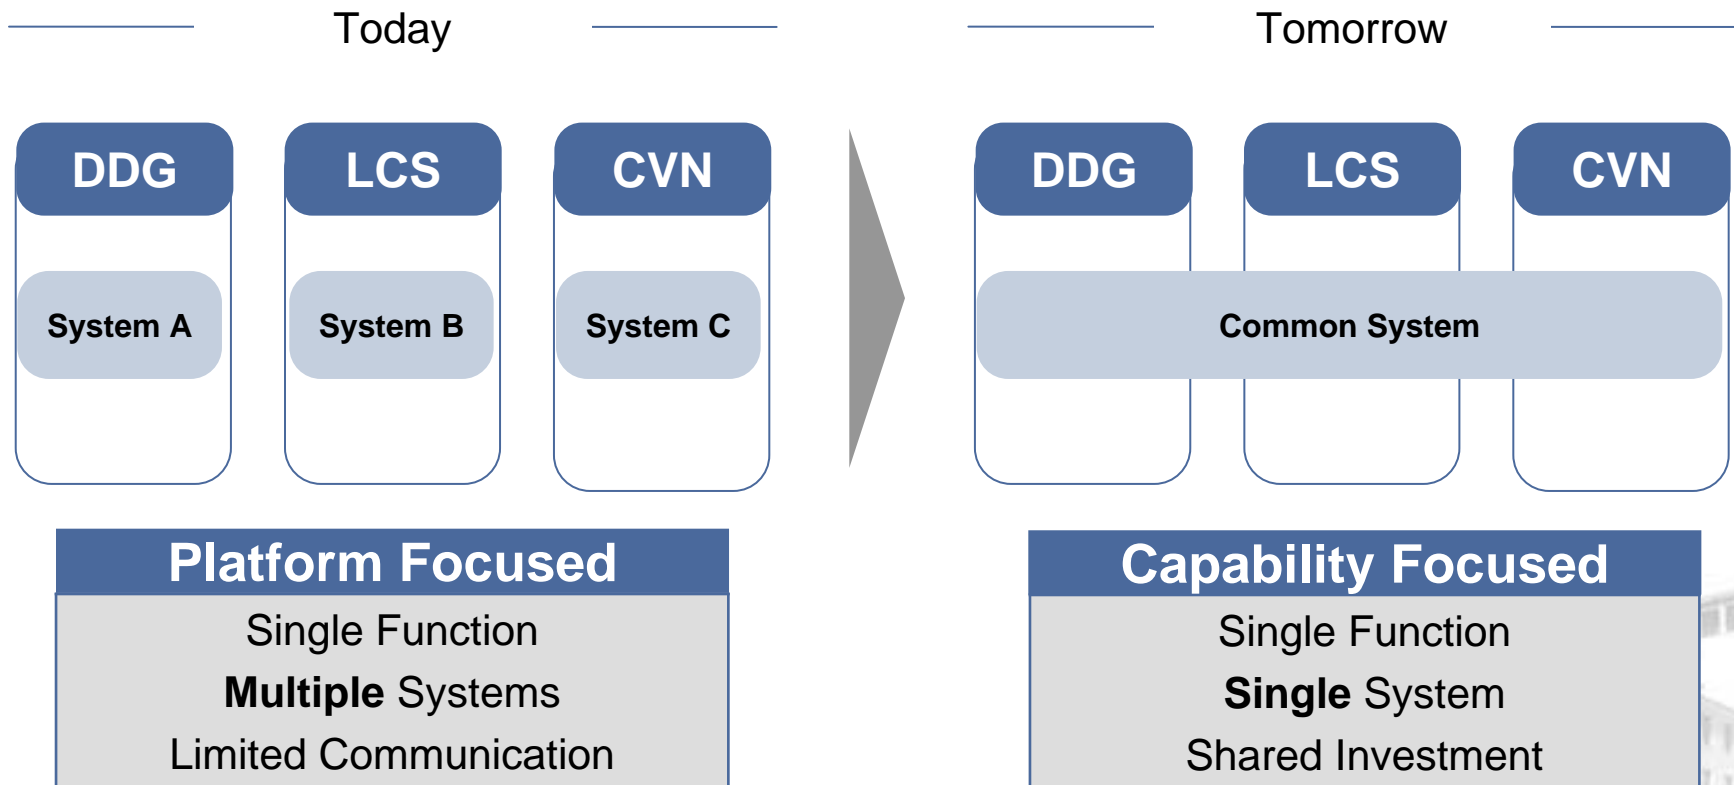 Today
DDG
LCS
CVN
System A
System B
System C
Platform Focused
Single Function
Multiple Systems
Limited Communication
Tomorrow
DDG
LCS
CVN
Common System
Capability Focused
Single Function
Single System
Shared Investment